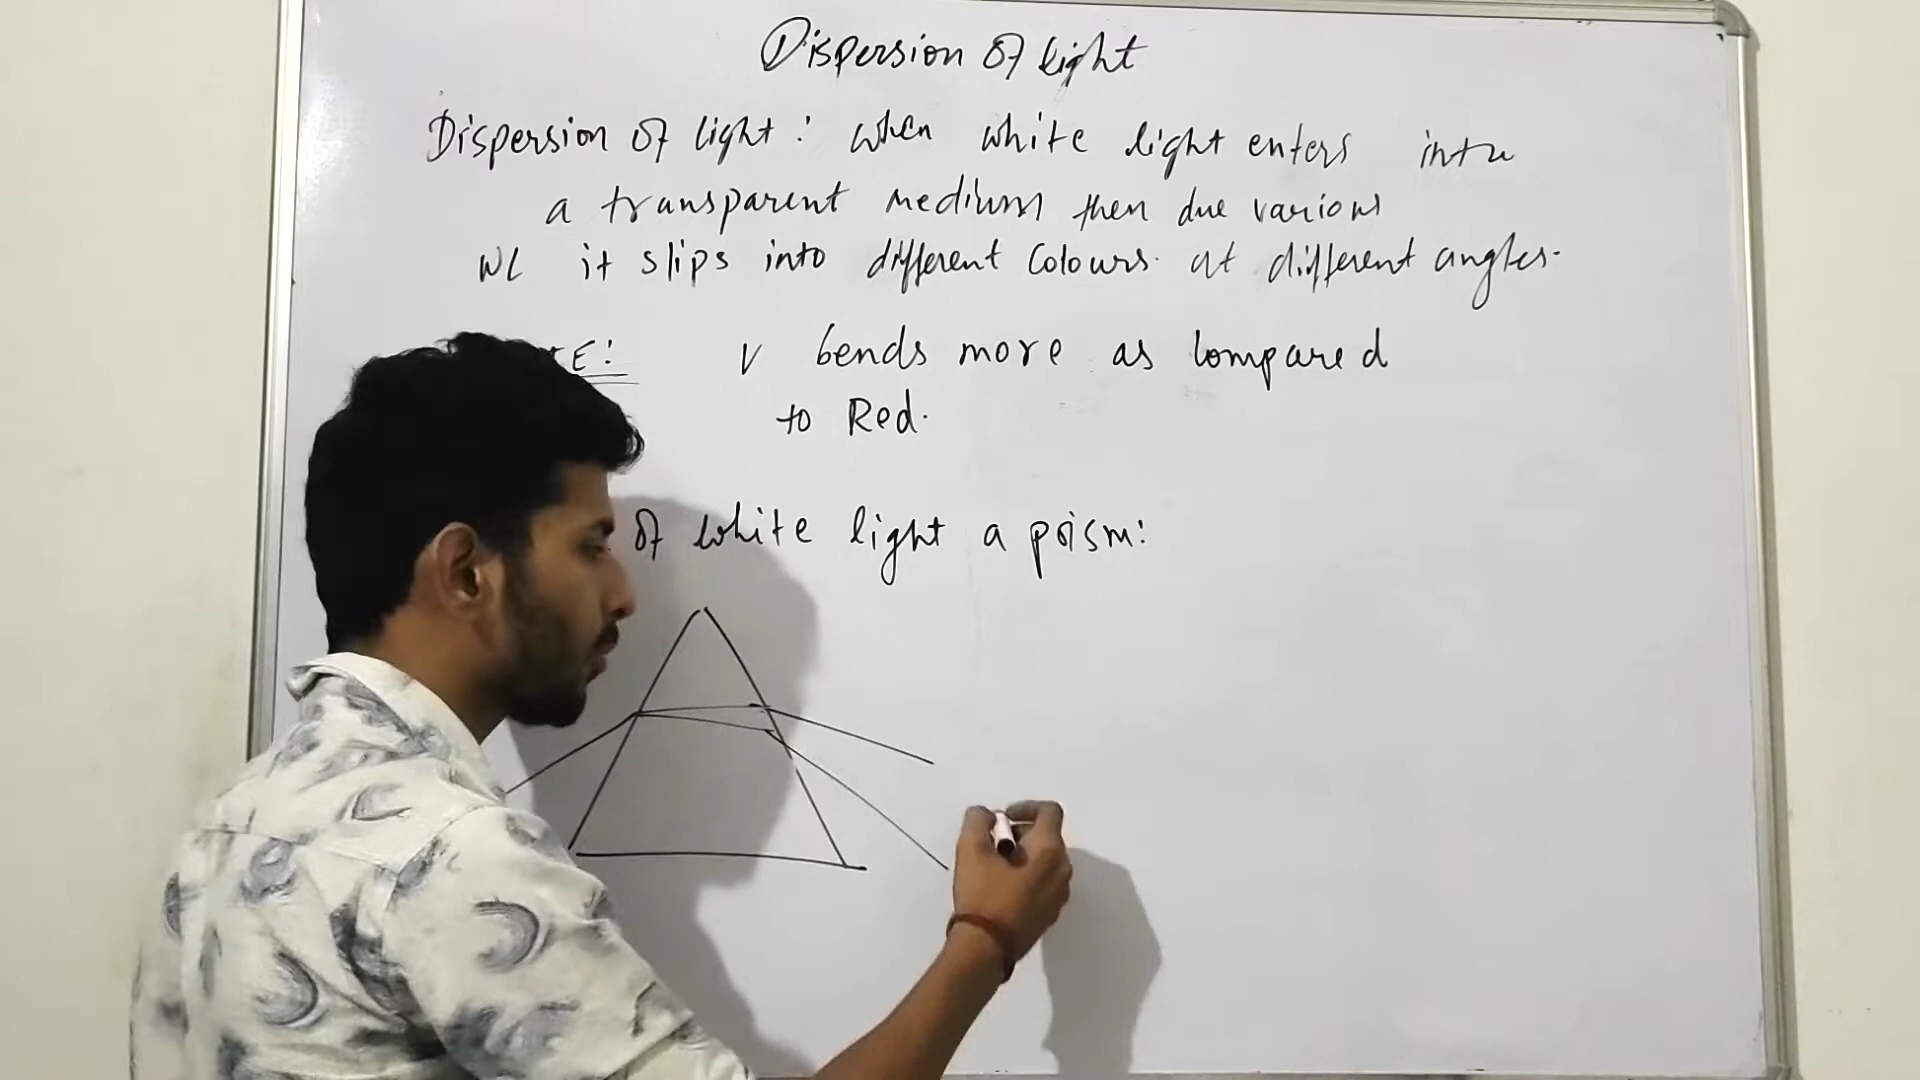 Dispersion of light
Dispersion of light: when white light enters into
a transparent medium then due various
WL it slips into different colours at different angles.
E: V bends more as compared
to Red.
of white light a prism: